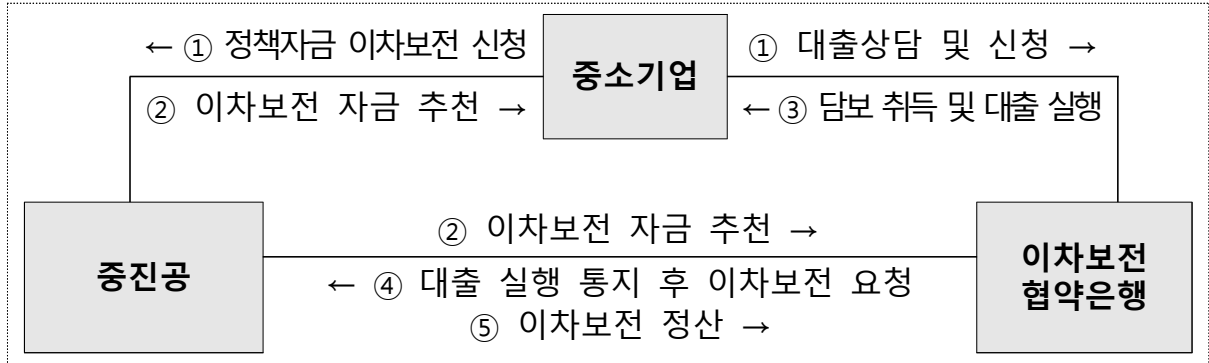 ← ① 정책자금 이차보전 신청
① 대출상담 및 신청 →
중소기업
② 이차보전 자금 추천 →
← ③ 담보 취득 및 대출 실행
② 이차보전 자금 추천 →
중진공
← ④ 대출 실행 통지 후 이차보전 요청
⑤ 이차보전 정산 →
이차보전
협약은행